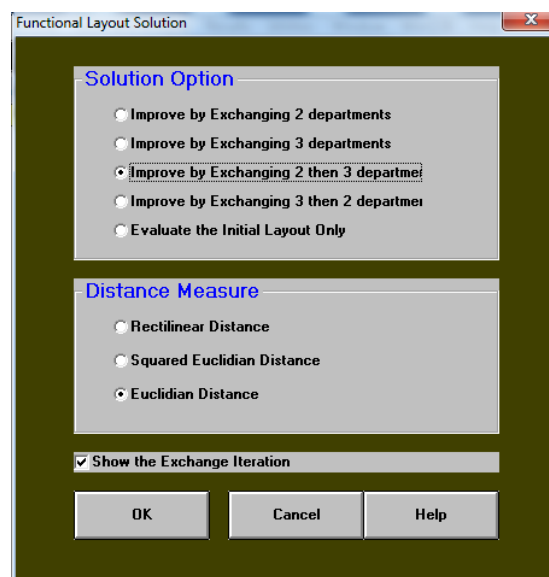 Functional Layout Solution
Solution Option
Improve by Exchanging 2 departments
Improve by Exchanging 3 departments
Improve by Exchanging 2 then 3 departmen
Improve by Exchanging 3 then 2 departmen
Evaluate the Initial Layout Only
Distance Measure
Rectilinear Distance
Squared Euclidian Distance
Euclidian Distance
Show the Exchange Iteration
OK Cancel Help